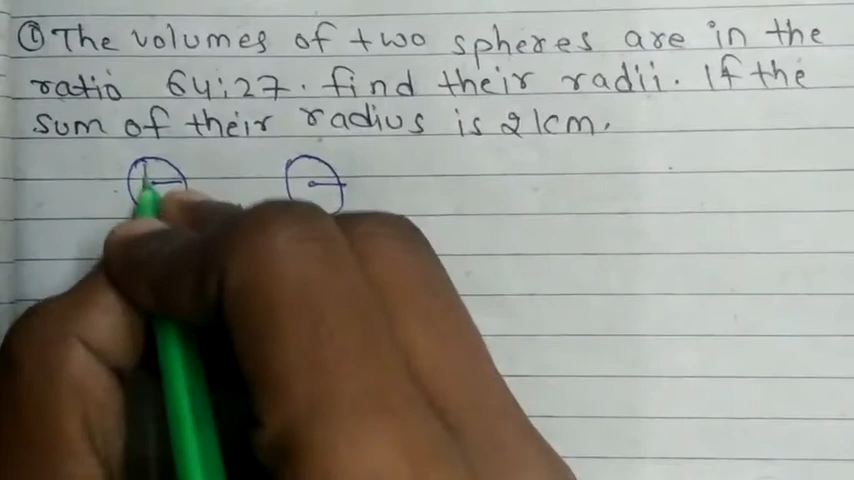 ① The volumes of two spheres are in the
ratio 64:27. find their radii. If the
sum of their radius is 21cm.